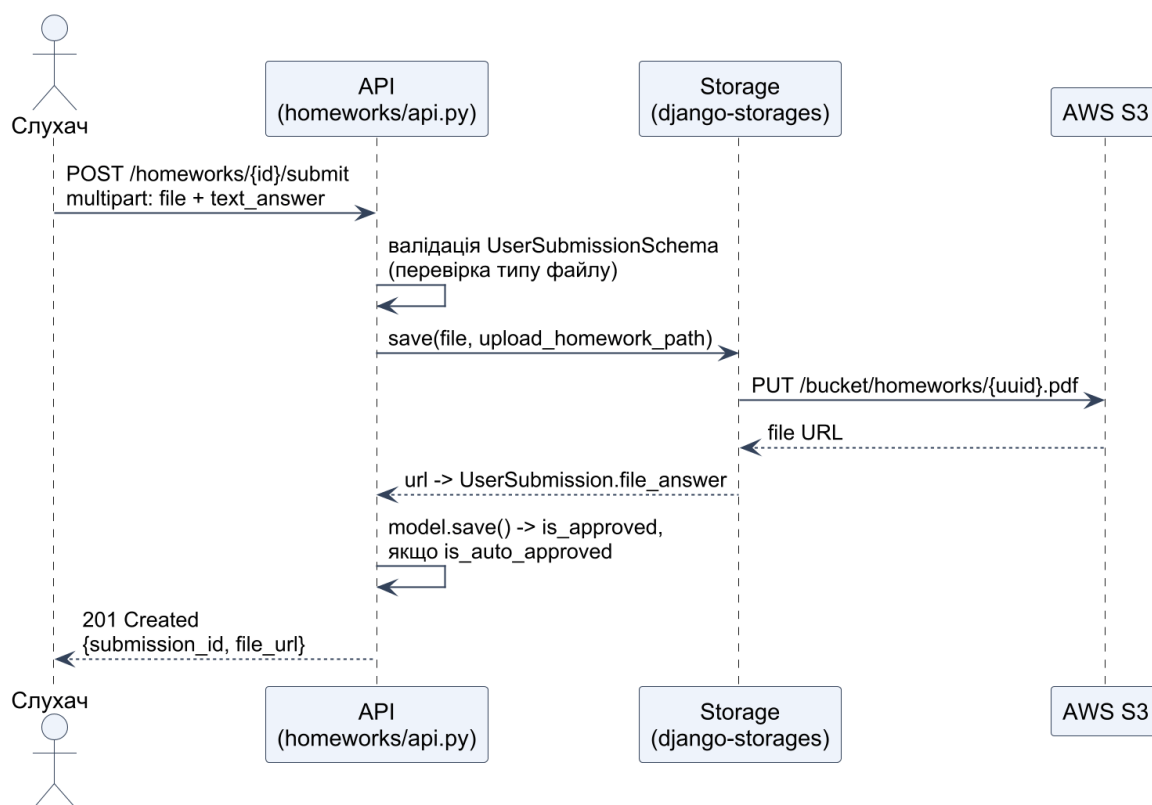 API
(homeworks/api.py)
Storage
(django-storages)
AWS S3
Слухач
POST /homeworks/{id}/submit
multipart: file + text_answer
валідація UserSubmissionSchema
(перевірка типу файлу)
save(file, upload_homework_path)
PUT /bucket/homeworks/{uuid}.pdf
file URL
url -> UserSubmission.file_answer
model.save() -> is_approved,
якщо is_auto_approved
201 Created
{submission_id, file_url}
Слухач
API
(homeworks/api.py)
Storage
(django-storages)
AWS S3